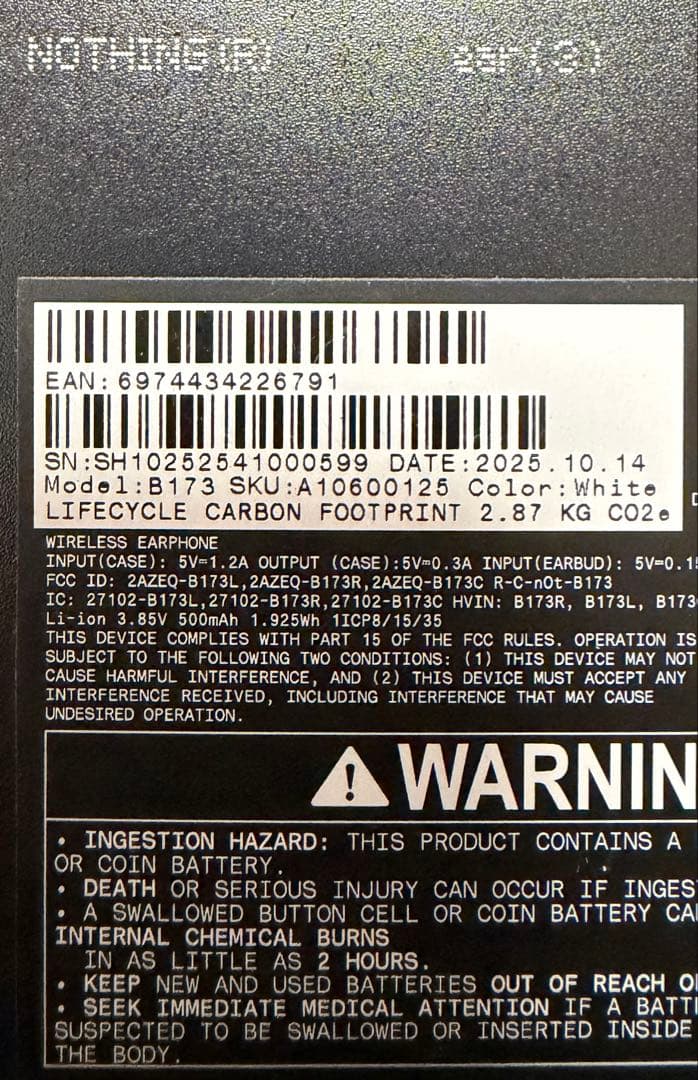 NOTHING(R) ear(3)
EAN:6974434226791
SN:SH10252541000599 DATE:2025.10.14
Model:B173 SKU:A10600125 Color:White
LIFECYCLE CARBON FOOTPRINT 2.87 KG CO2e
WIRELESS EARPHONE
INPUT(CASE): 5V⎓1.2A OUTPUT (CASE):5V⎓0.3A INPUT(EARBUD): 5V⎓0.1
FCC ID: 2AZEQ-B173L,2AZEQ-B173R,2AZEQ-B173C R-C-nOt-B173
IC: 27102-B173L,27102-B173R,27102-B173C HVIN: B173R, B173L, B173
Li-ion 3.85V 500mAh 1.925Wh 1ICP8/15/35
THIS DEVICE COMPLIES WITH PART 15 OF THE FCC RULES. OPERATION IS
SUBJECT TO THE FOLLOWING TWO CONDITIONS: (1) THIS DEVICE MAY NOT
CAUSE HARMFUL INTERFERENCE, AND (2) THIS DEVICE MUST ACCEPT ANY
INTERFERENCE RECEIVED, INCLUDING INTERFERENCE THAT MAY CAUSE
UNDESIRED OPERATION.
WARNIN
• INGESTION HAZARD: THIS PRODUCT CONTAINS A
OR COIN BATTERY.
• DEATH OR SERIOUS INJURY CAN OCCUR IF INGES
• A SWALLOWED BUTTON CELL OR COIN BATTERY CA
INTERNAL CHEMICAL BURNS
IN AS LITTLE AS 2 HOURS.
• KEEP NEW AND USED BATTERIES OUT OF REACH O
• SEEK IMMEDIATE MEDICAL ATTENTION IF A BATT
SUSPECTED TO BE SWALLOWED OR INSERTED INSIDE
THE BODY.